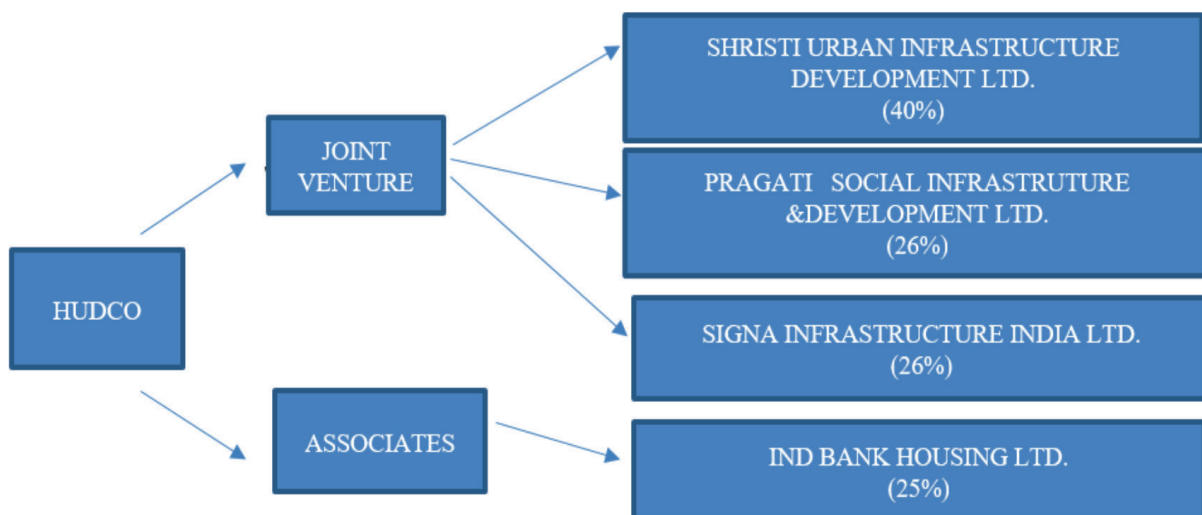 HUDCO
JOINT
VENTURE
ASSOCIATES
SHRISTI URBAN INFRASTRUCTURE
DEVELOPMENT LTD.
(40%)
PRAGATI SOCIAL INFRASTRUTURE
&DEVELOPMENT LTD.
(26%)
SIGNA INFRASTRUCTURE INDIA LTD.
(26%)
IND BANK HOUSING LTD.
(25%)